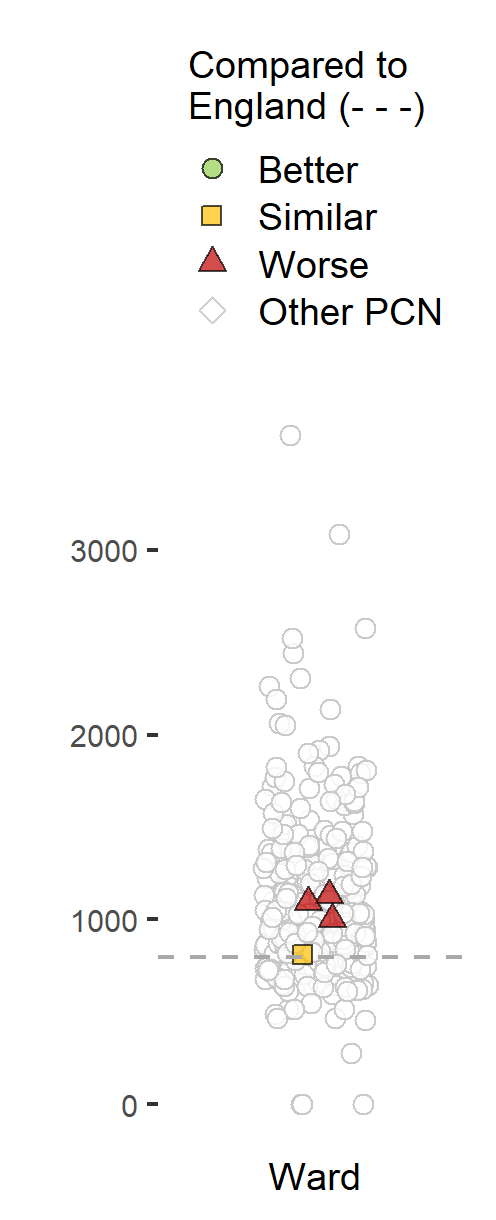 Compared to
England (- - -)
Better
Similar
Worse
Other PCN
3000
2000
1000
0
Ward